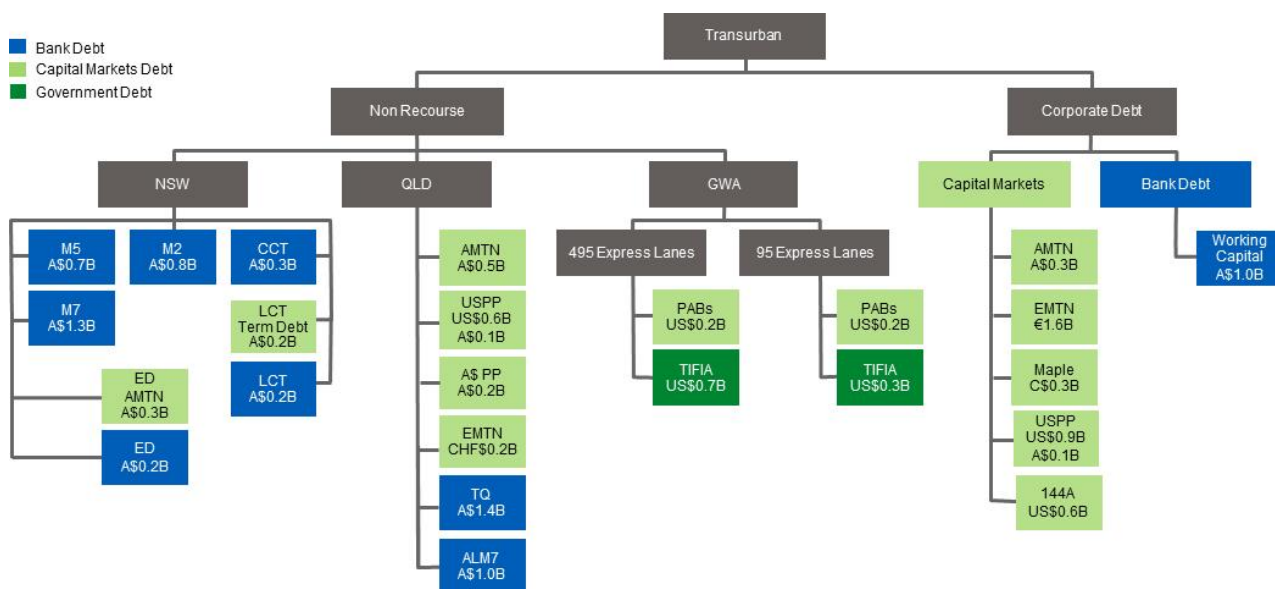 Transurban
Bank Debt
Capital Markets Debt
Government Debt
Non Recourse
Corporate Debt
NSW
QLD
GWA
Capital Markets
Bank Debt
M5
A$0.7B
M2
A$0.8B
CCT
A$0.3B
M7
A$1.3B
LCT
Term Debt
A$0.2B
ED
AMTN
A$0.3B
LCT
A$0.2B
ED
A$0.2B
AMTN
A$0.5B
USPP
US$0.6B
A$0.1B
A$ PP
A$0.2B
EMTN
CHF$0.2B
TQ
A$1.4B
ALM7
A$1.0B
495 Express Lanes
95 Express Lanes
PABs
US$0.2B
TIFIA
US$0.7B
PABs
US$0.2B
TIFIA
US$0.3B
AMTN
A$0.3B
EMTN
€1.6B
Maple
C$0.3B
USPP
US$0.9B
A$0.1B
144A
US$0.6B
Working
Capital
A$1.0B